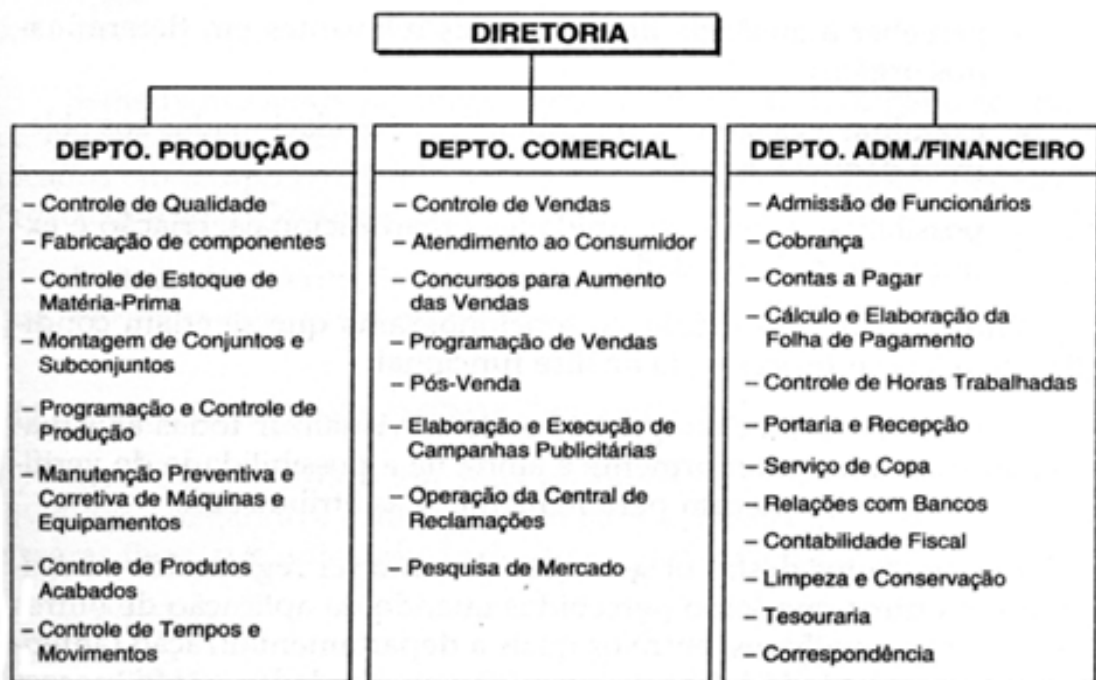 DIRETORIA
DEPTO. PRODUÇÃO
– Controle de Qualidade
– Fabricação de componentes
– Controle de Estoque de
Matéria-Prima
– Montagem de Conjuntos e
Subconjuntos
– Programação e Controle de
Produção
– Manutenção Preventiva e
Corretiva de Máquinas e
Equipamentos
– Controle de Produtos
Acabados
– Controle de Tempos e
Movimentos
DEPTO. COMERCIAL
– Controle de Vendas
– Atendimento ao Consumidor
– Concursos para Aumento
das Vendas
– Programação de Vendas
– Pós-Venda
– Elaboração e Execução de
Campanhas Publicitárias
– Operação da Central de
Reclamações
– Pesquisa de Mercado
DEPTO. ADM./FINANCEIRO
– Admissão de Funcionários
– Cobrança
– Contas a Pagar
– Cálculo e Elaboração da
Folha de Pagamento
– Controle de Horas Trabalhadas
– Portaria e Recepção
– Serviço de Copa
– Relações com Bancos
– Contabilidade Fiscal
– Limpeza e Conservação
– Tesouraria
– Correspondência